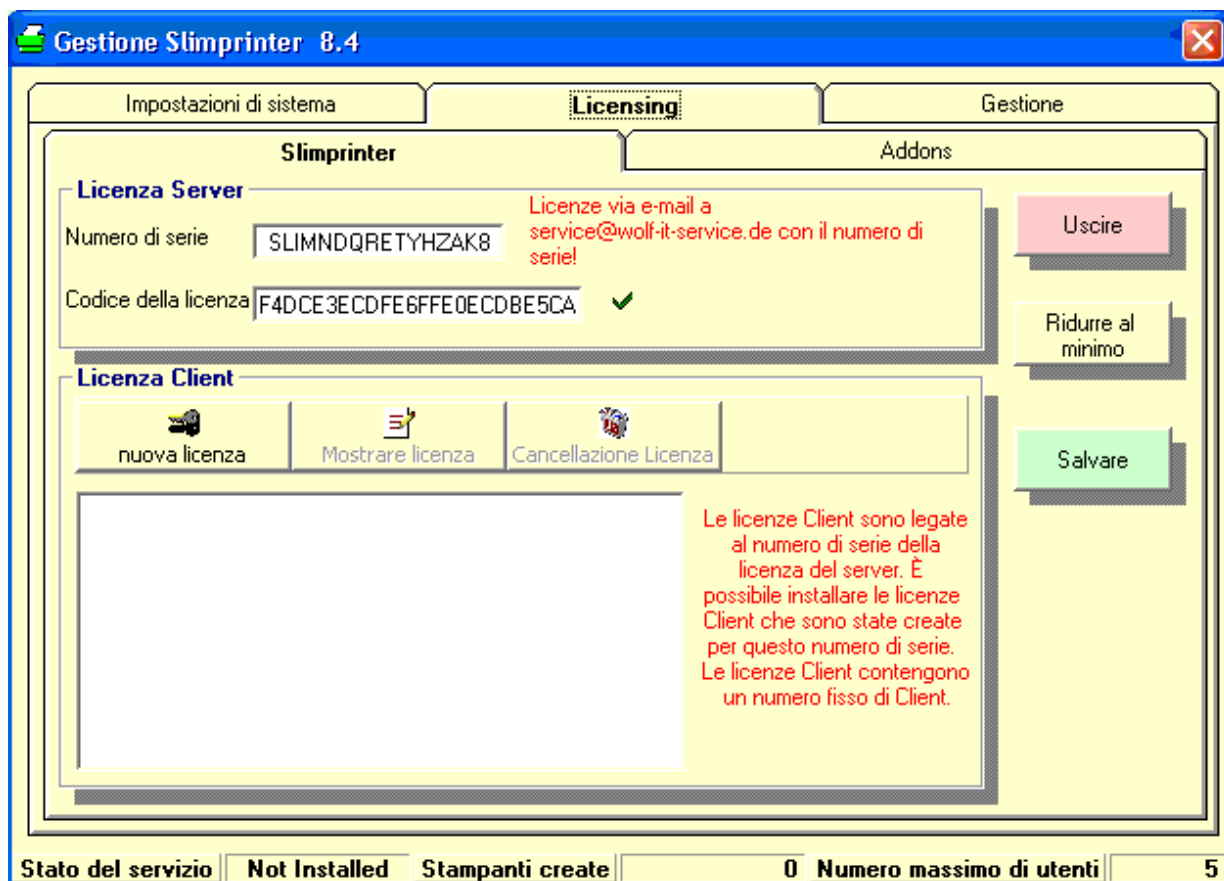 Gestione Slimprinter 8.4
Impostazioni di sistema
Licensing
Gestione
Slimprinter
Addons
Licenza Server
Numero di serie
SLIMNDQRETYHZAK8
Licenze via e-mail a
service@wolf-it-service.de con il numero di
serie!
Codice della licenza
F4DCE3ECDFE6FFE0ECDBE5CA
Uscire
Ridurre al
minimo
Salvare
Licenza Client
nuova licenza
Mostrare licenza
Cancellazione Licenza
Le licenze Client sono legate
al numero di serie della
licenza del server. È
possibile installare le licenze
Client che sono state create
per questo numero di serie.
Le licenze Client contengono
un numero fisso di Client.
Stato del servizio
Not Installed
Stampanti create
0
Numero massimo di utenti
5